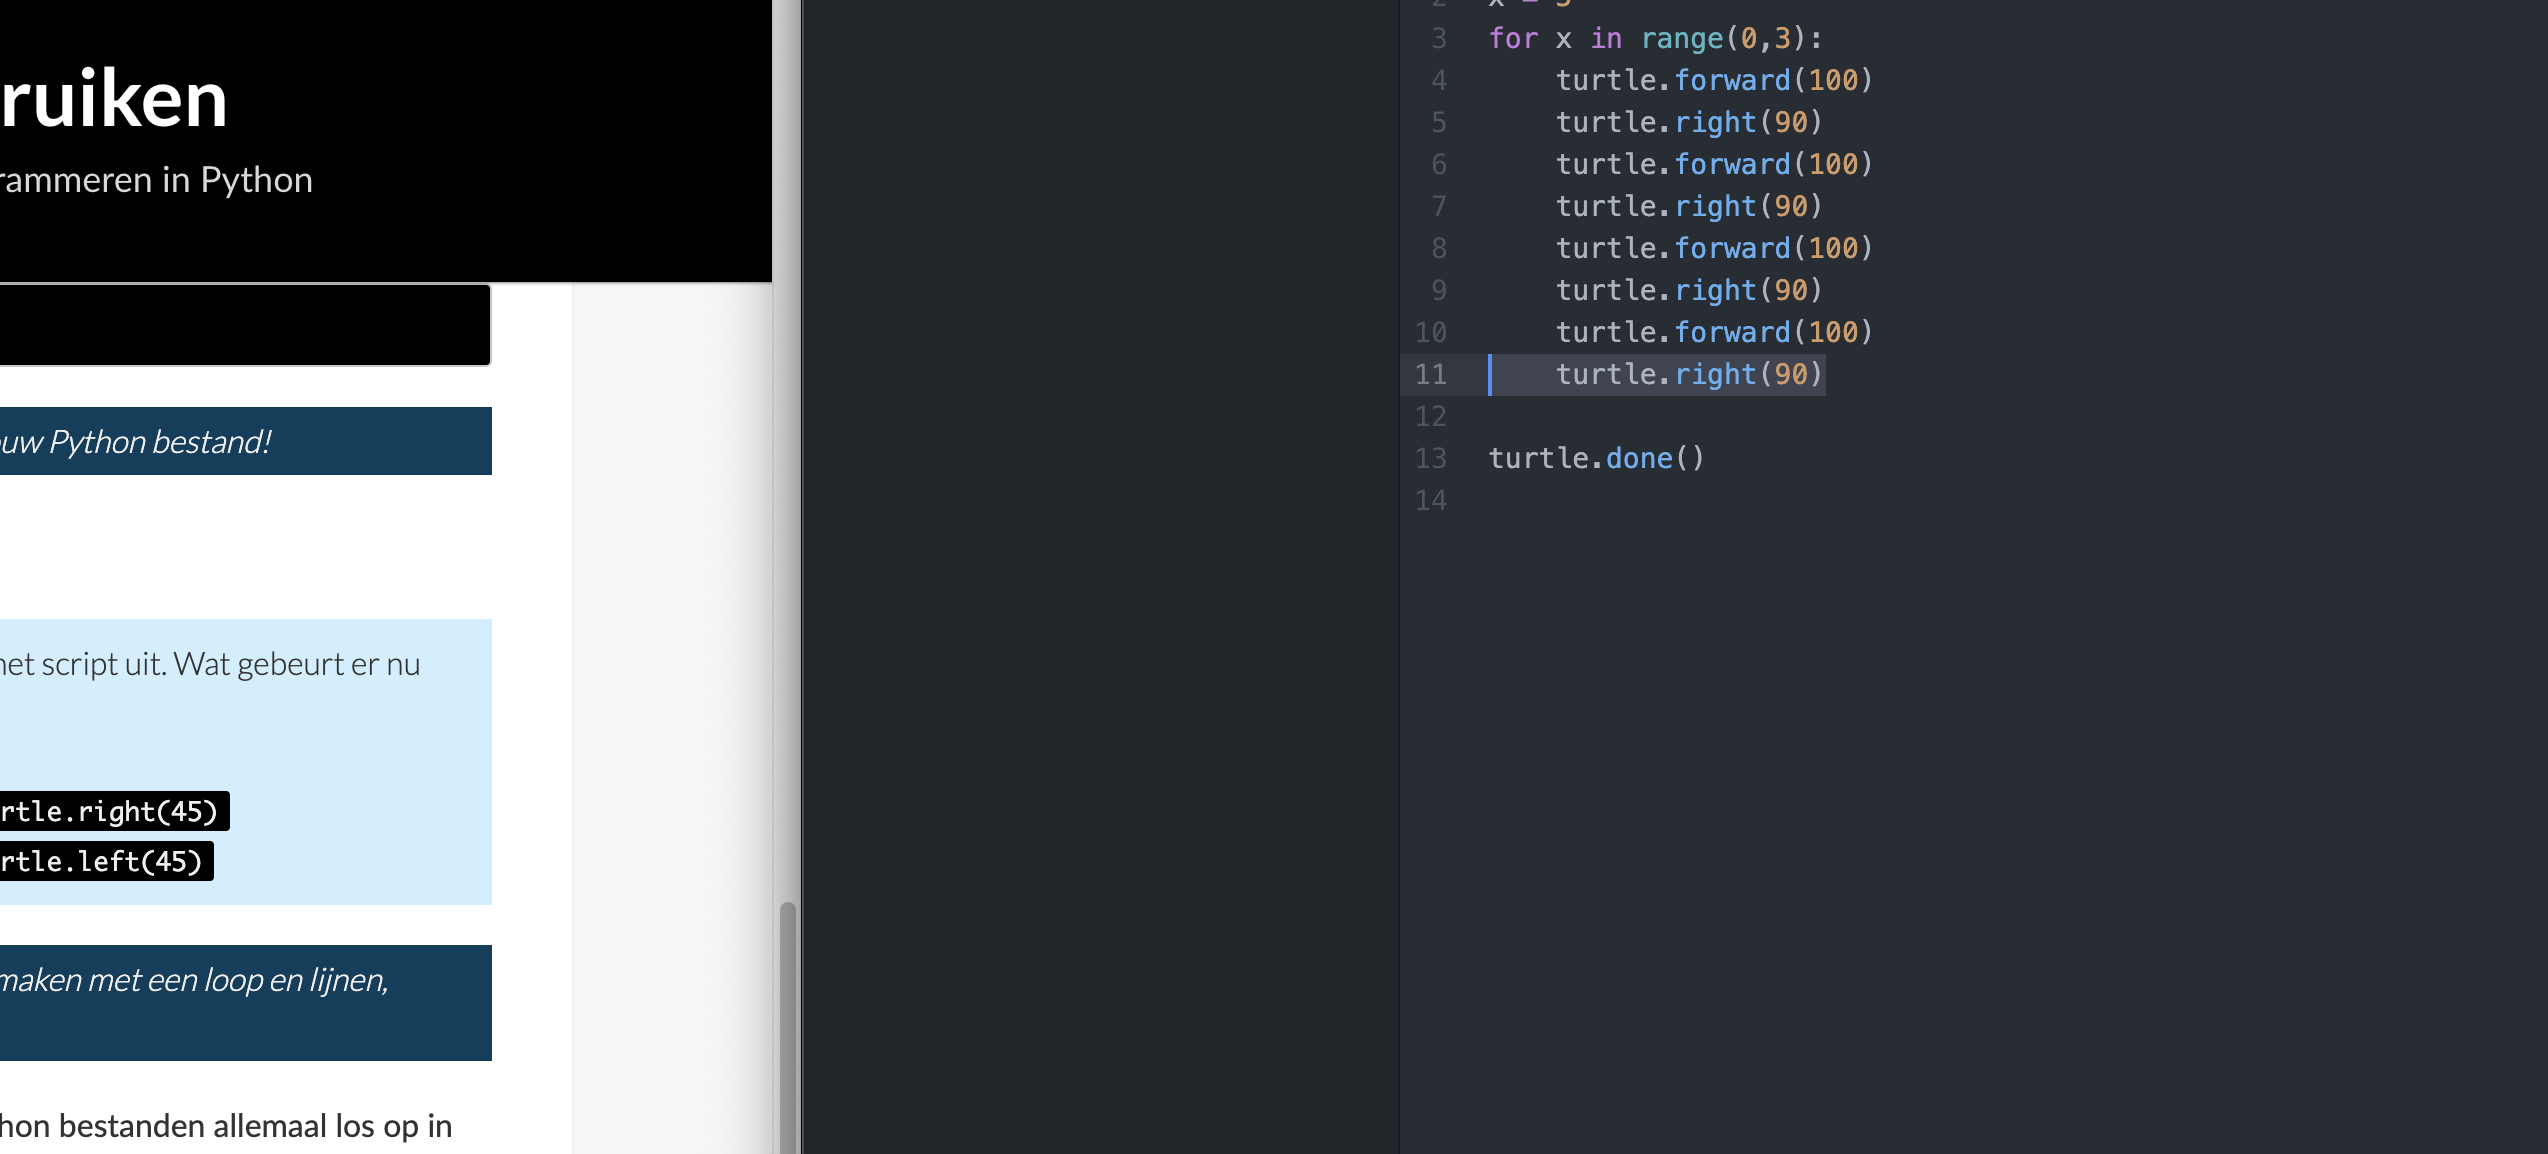 ruiken
rammeren in Python
uw Python bestand!
het script uit. Wat gebeurt er nu
rtle.right(45)
rtle.left(45)
maken met een loop en lijnen,
hon bestanden allemaal los op in
2 x = 3
3 for x in range(0,3):
4 turtle.forward(100)
5 turtle.right(90)
6 turtle.forward(100)
7 turtle.right(90)
8 turtle.forward(100)
9 turtle.right(90)
10 turtle.forward(100)
11 turtle.right(90)
12
13 turtle.done()
14